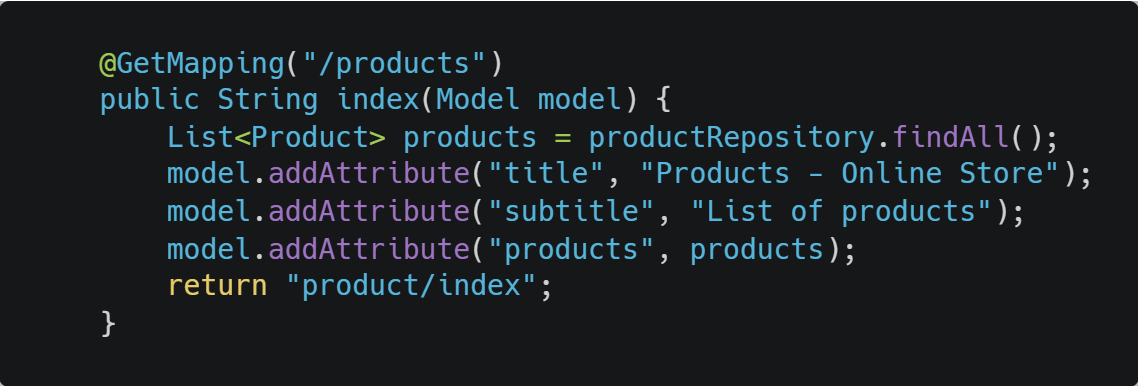 @GetMapping("/products")
public String index(Model model) {
    List<Product> products = productRepository.findAll();
    model.addAttribute("title", "Products - Online Store");
    model.addAttribute("subtitle", "List of products");
    model.addAttribute("products", products);
    return "product/index";
}